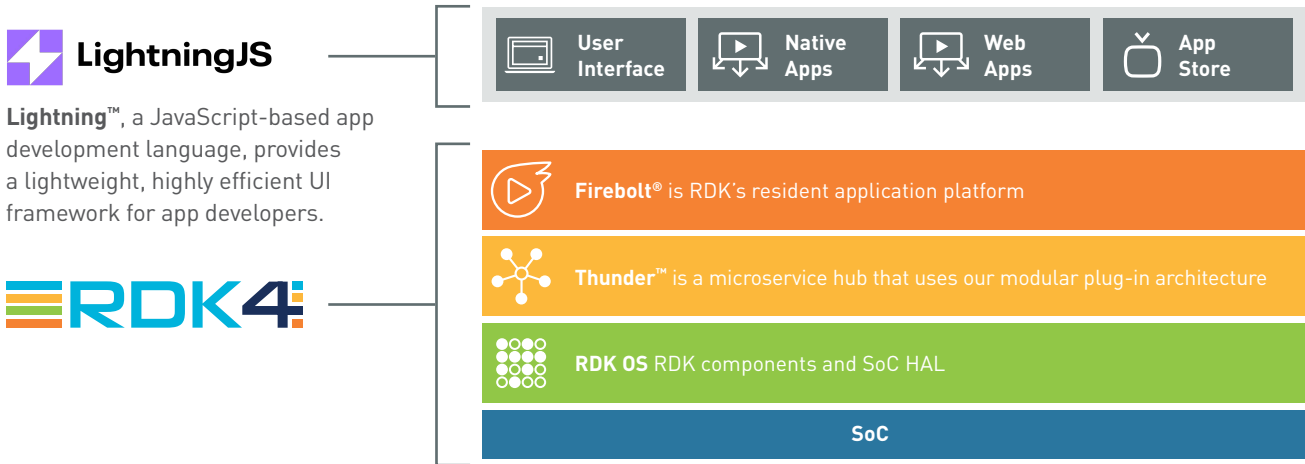 LightningJS
Lightning™, a JavaScript-based app
development language, provides
a lightweight, highly efficient UI
framework for app developers.
User
Interface
Native
Apps
Web
Apps
App
Store
RDK4
Firebolt® is RDK's resident application platform
Thunder™ is a microservice hub that uses our modular plug-in architecture
RDK OS RDK components and SoC HAL
SoC